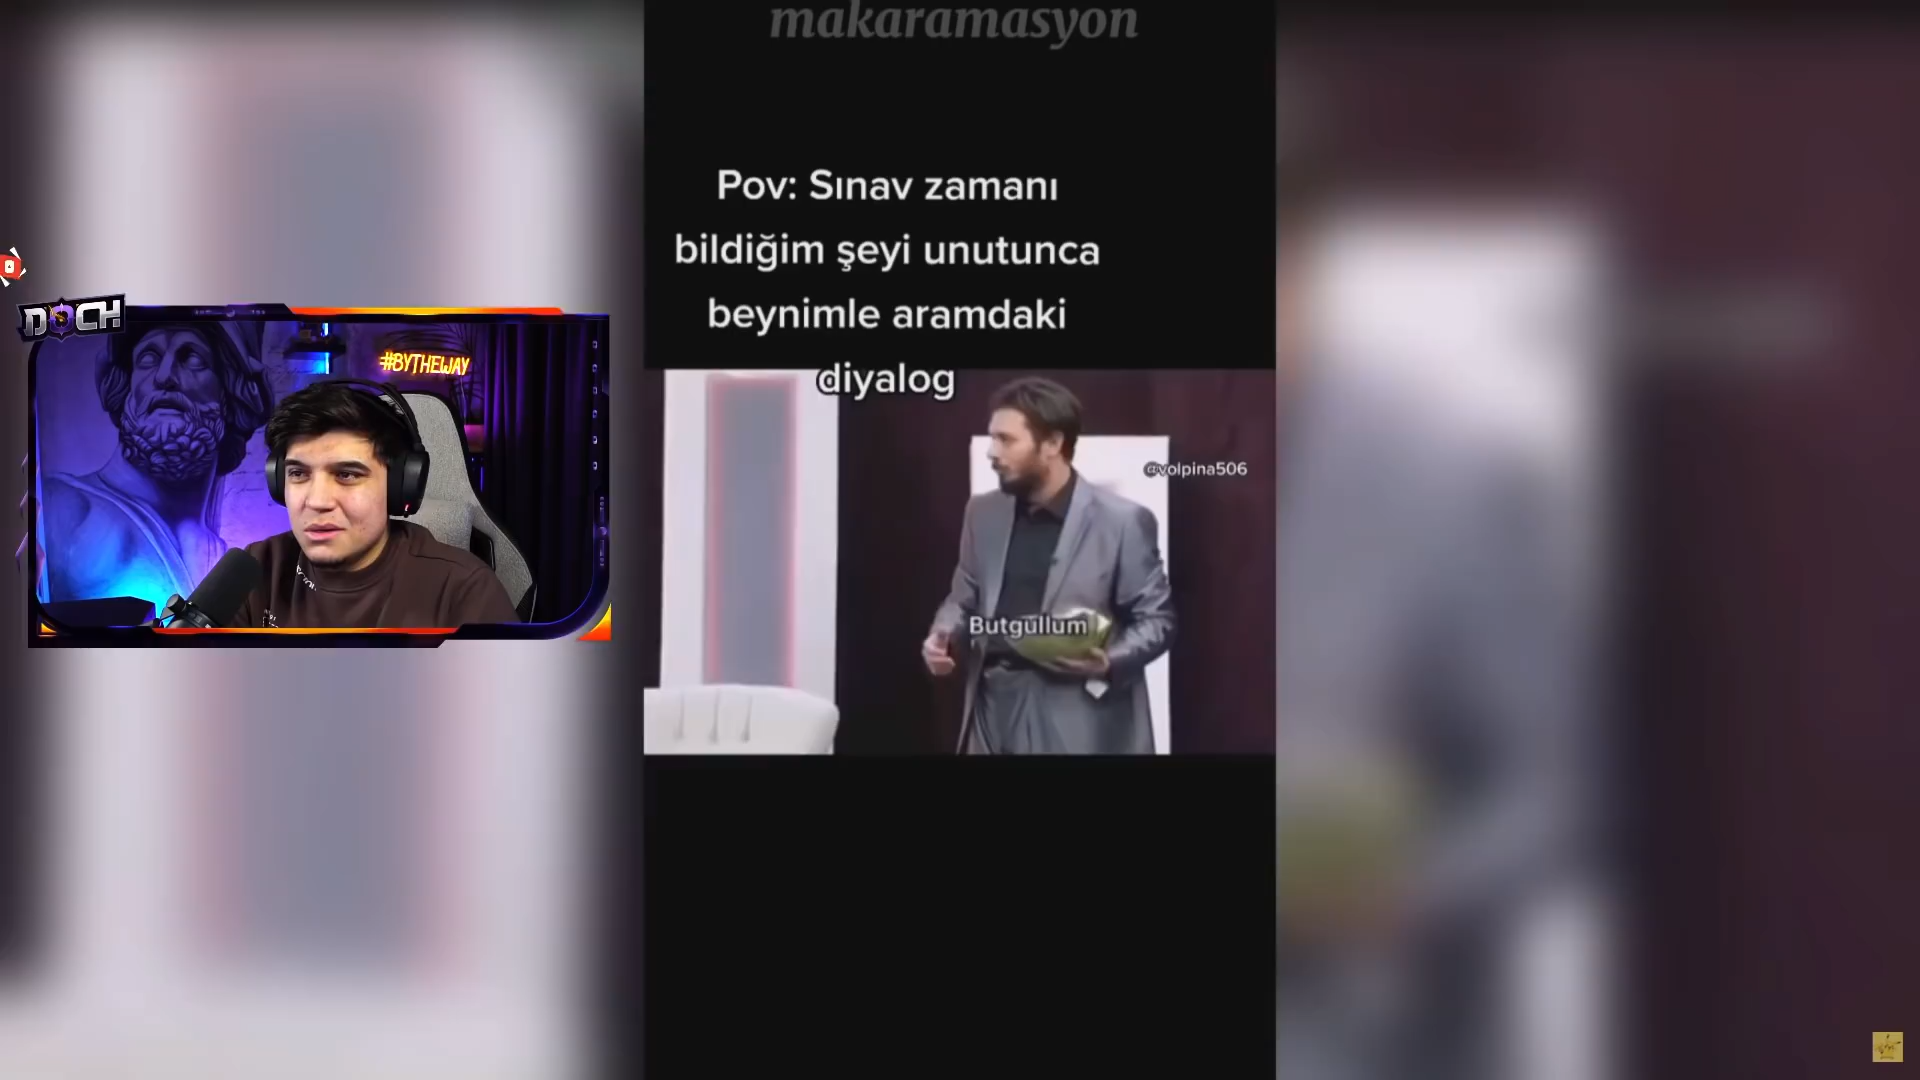 makaramasyon
Pov: Sınav zamanı
bildiğim şeyi unutunca
beynimle aramdaki
diyalog
@volpina506
Butgullum
DOCH
#BYTHEWAY